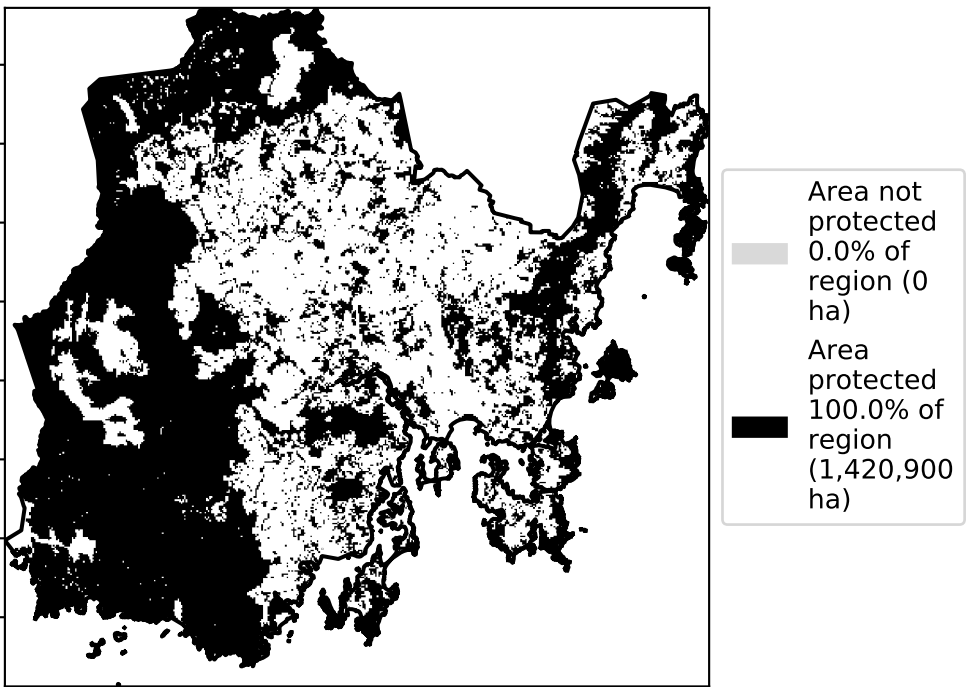 Area not
protected
0.0% of
region (0
ha)
Area
protected
100.0% of
region
(1,420,900
ha)